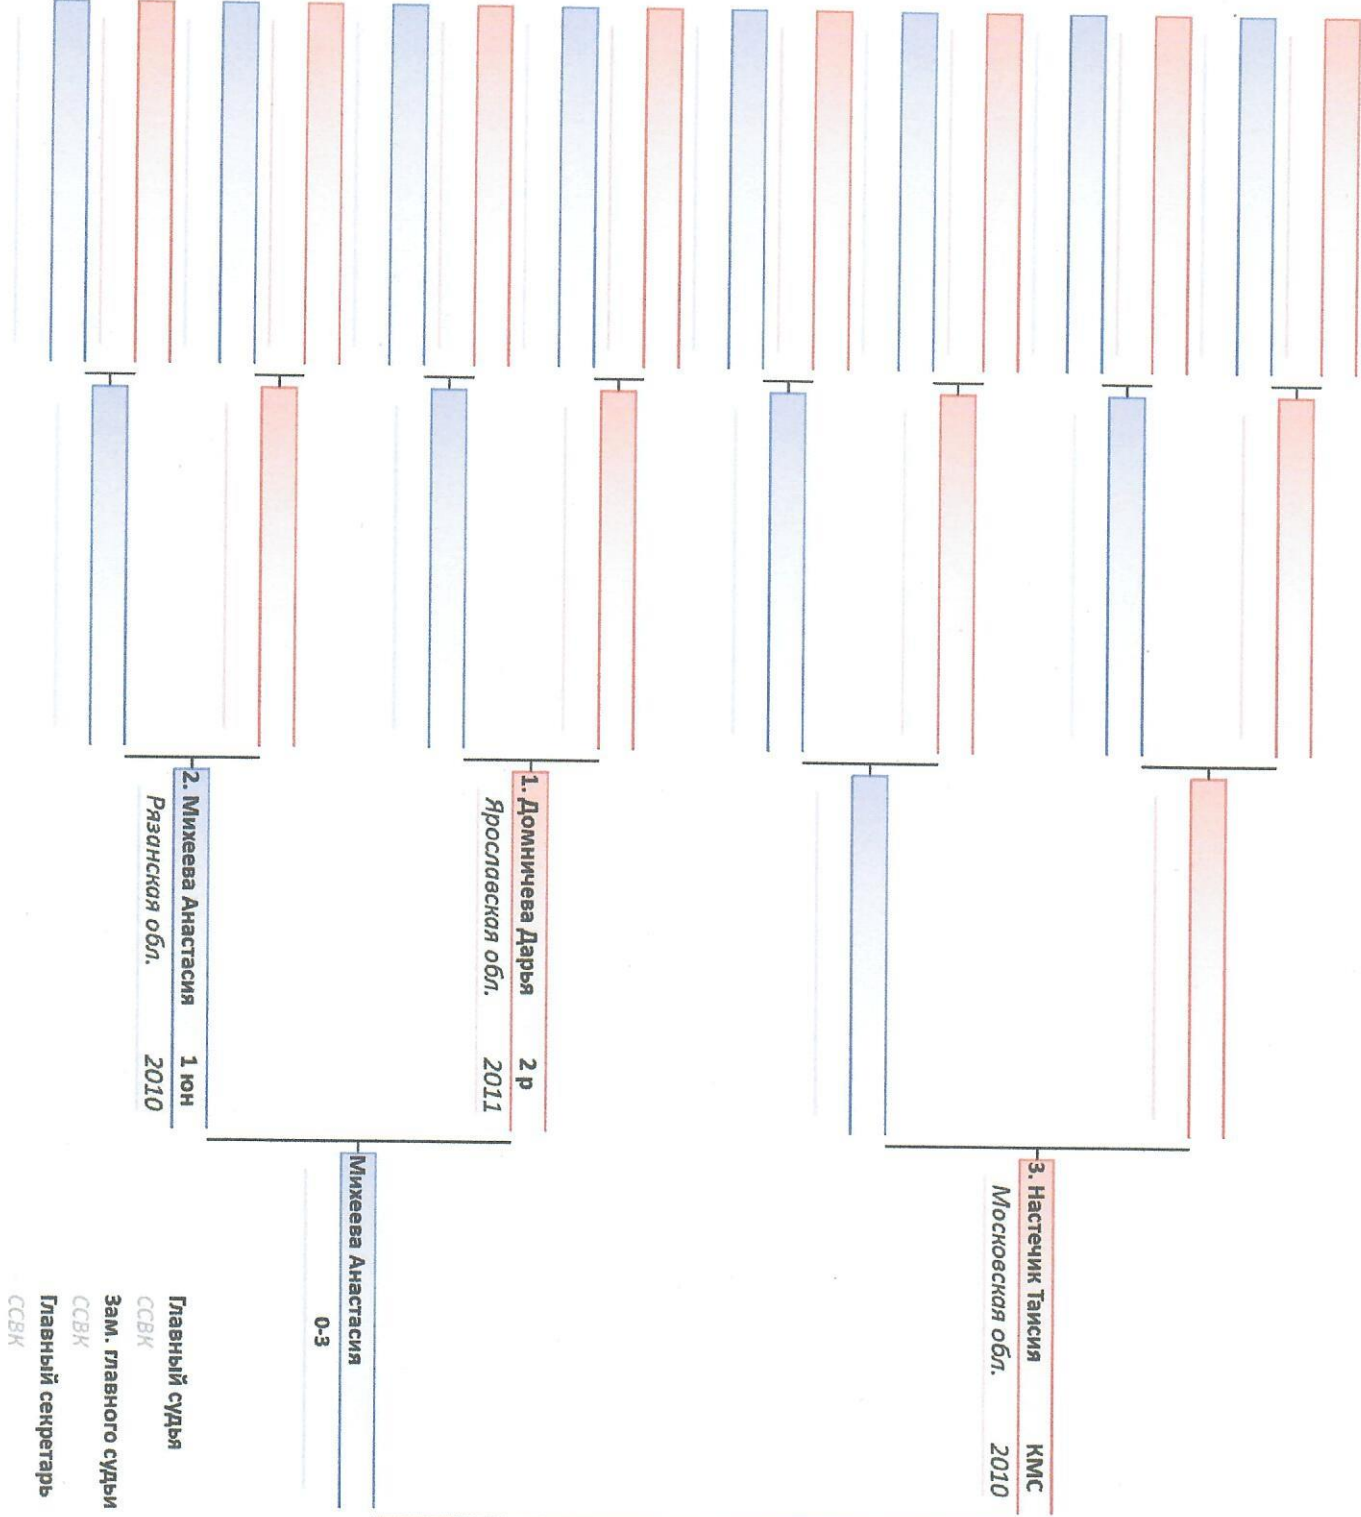 3. Настечик Таисия КМС
Московская обл. 2010
1. Домничева Дарья 2 р
Ярославская обл. 2011
Михеева Анастасия
0-3
2. Михеева Анастасия 1 юн
Рязанская обл. 2010
Главный судья
ССВК
Зам. главного судьи
ССВК
Главный секретарь
ССВК